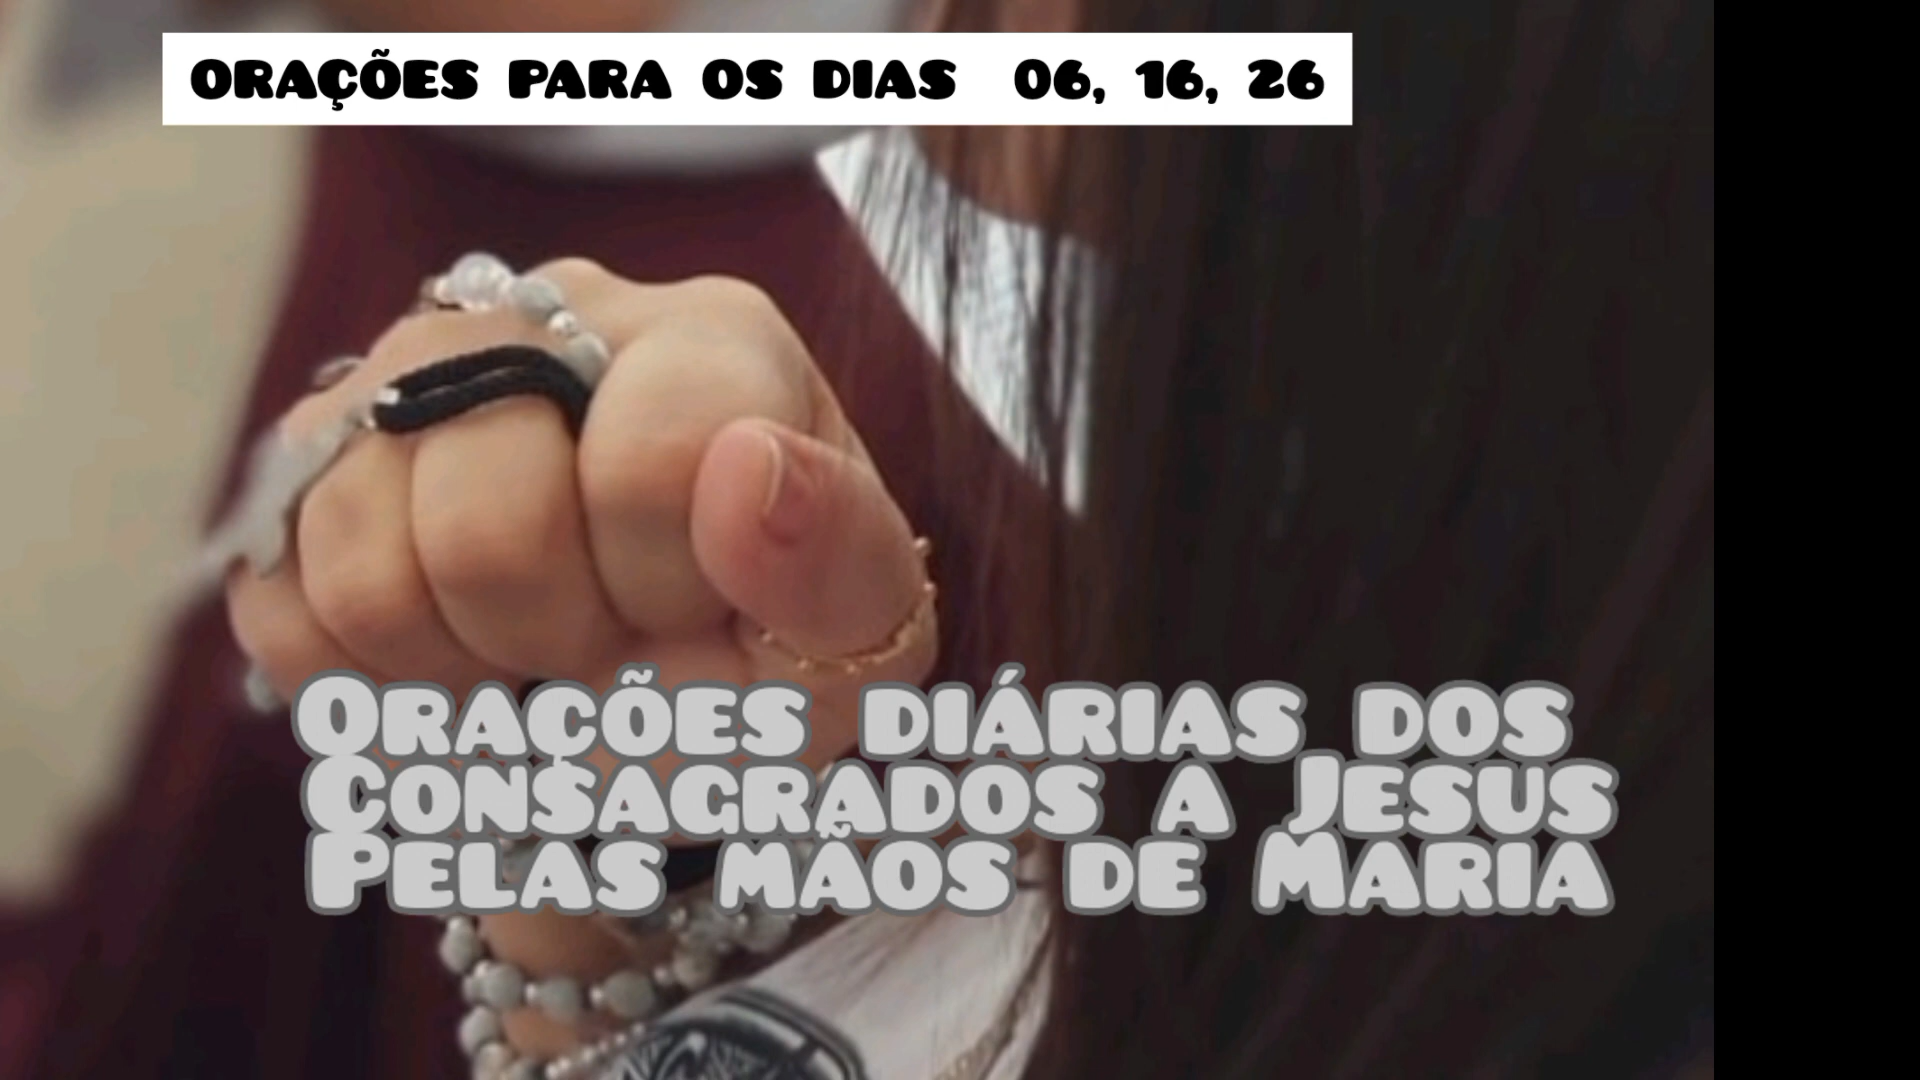 ORAÇÕES PARA OS DIAS 06, 16, 26
ORAÇÕES DIÁRIAS DOS
CONSAGRADOS A JESUS
PELAS MÃOS DE MARIA